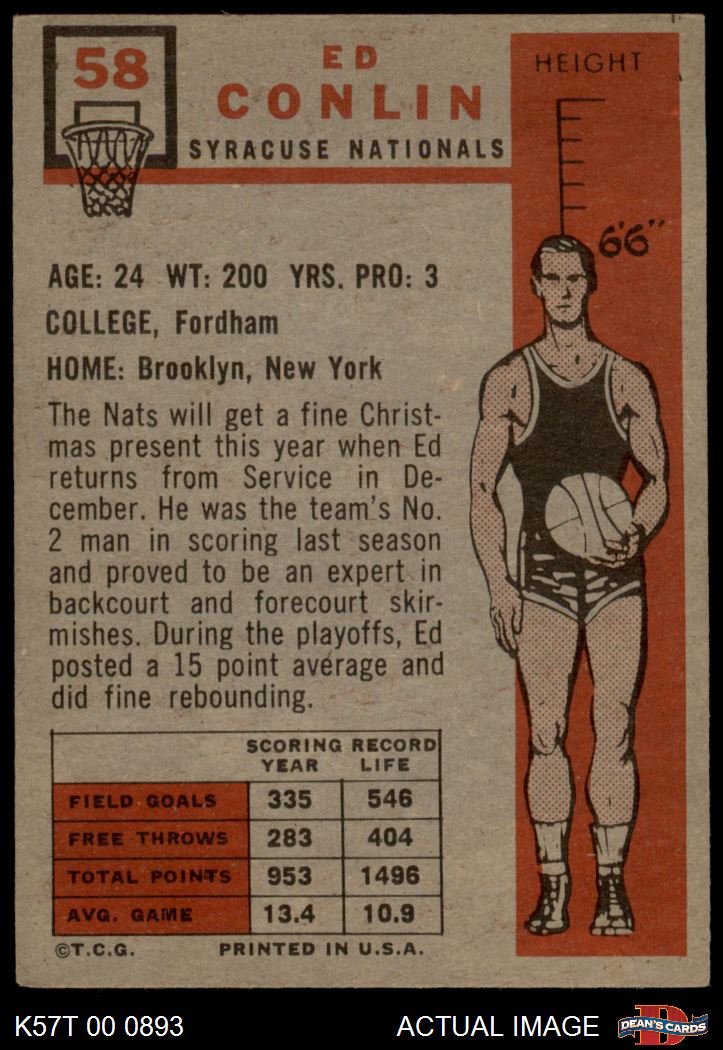 58
ED
CONLIN
SYRACUSE NATIONALS
HEIGHT
6'6"
AGE: 24 WT: 200 YRS. PRO: 3
COLLEGE, Fordham
HOME: Brooklyn, New York
The Nats will get a fine Christ-
mas present this year when Ed
returns from Service in De-
cember. He was the team's No.
2 man in scoring last season
and proved to be an expert in
backcourt and forecourt skir-
mishes. During the playoffs, Ed
posted a 15 point average and
did fine rebounding.
SCORING RECORD
YEAR LIFE
FIELD GOALS 335 546
FREE THROWS 283 404
TOTAL POINTS 953 1496
AVG. GAME 13.4 10.9
©T.C.G. PRINTED IN U.S.A.
K57T 00 0893 ACTUAL IMAGE
D
DEAN'S CARDS